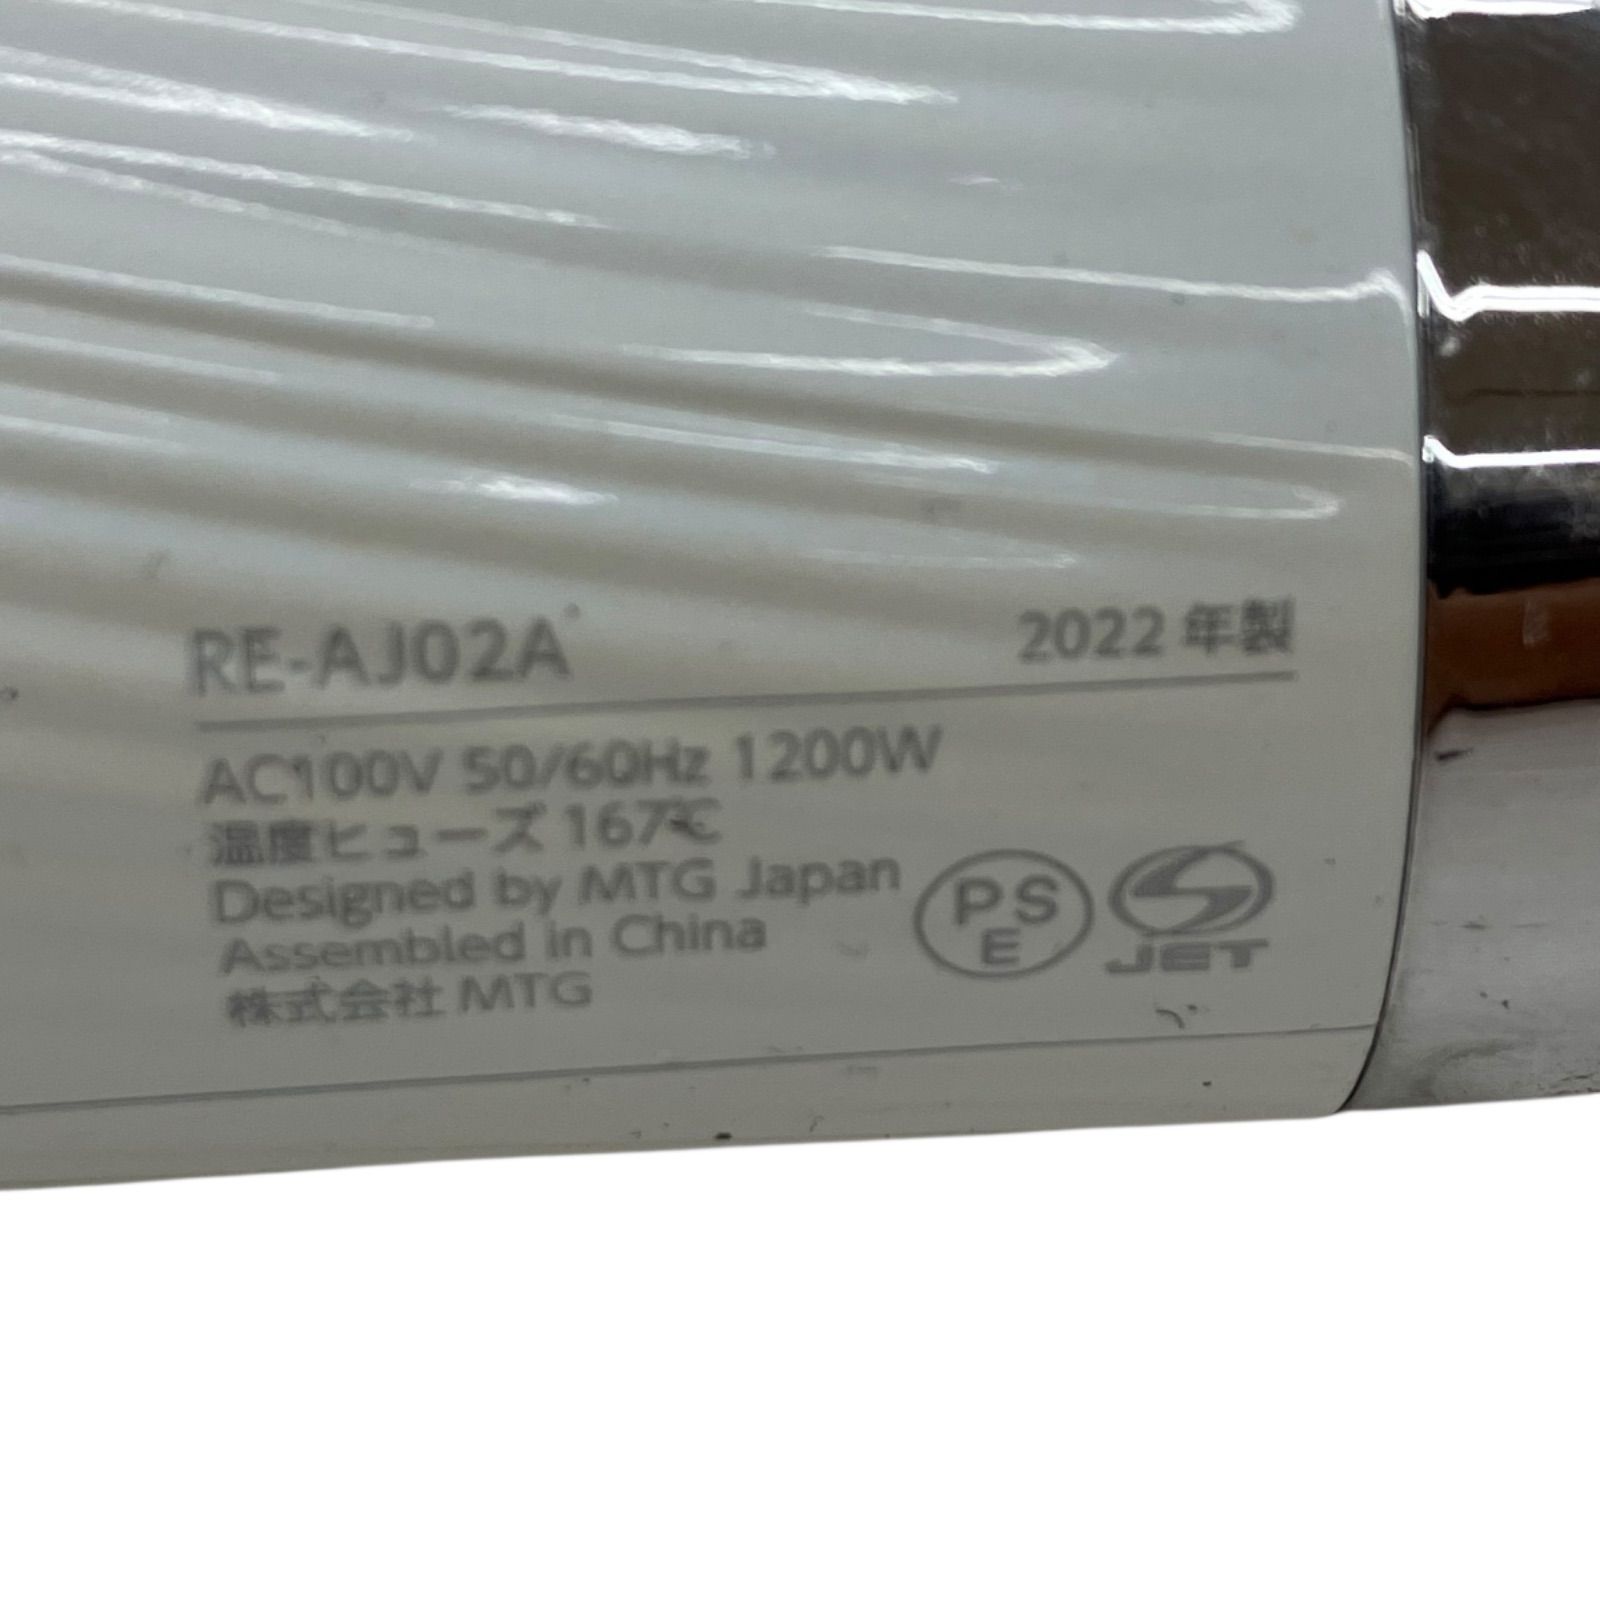 RE-AJ02A 2022年製
AC100V 50/60Hz 1200W
温度ヒューズ 167℃
Designed by MTG Japan
Assembled in China
株式会社 MTG
PS
E
JET